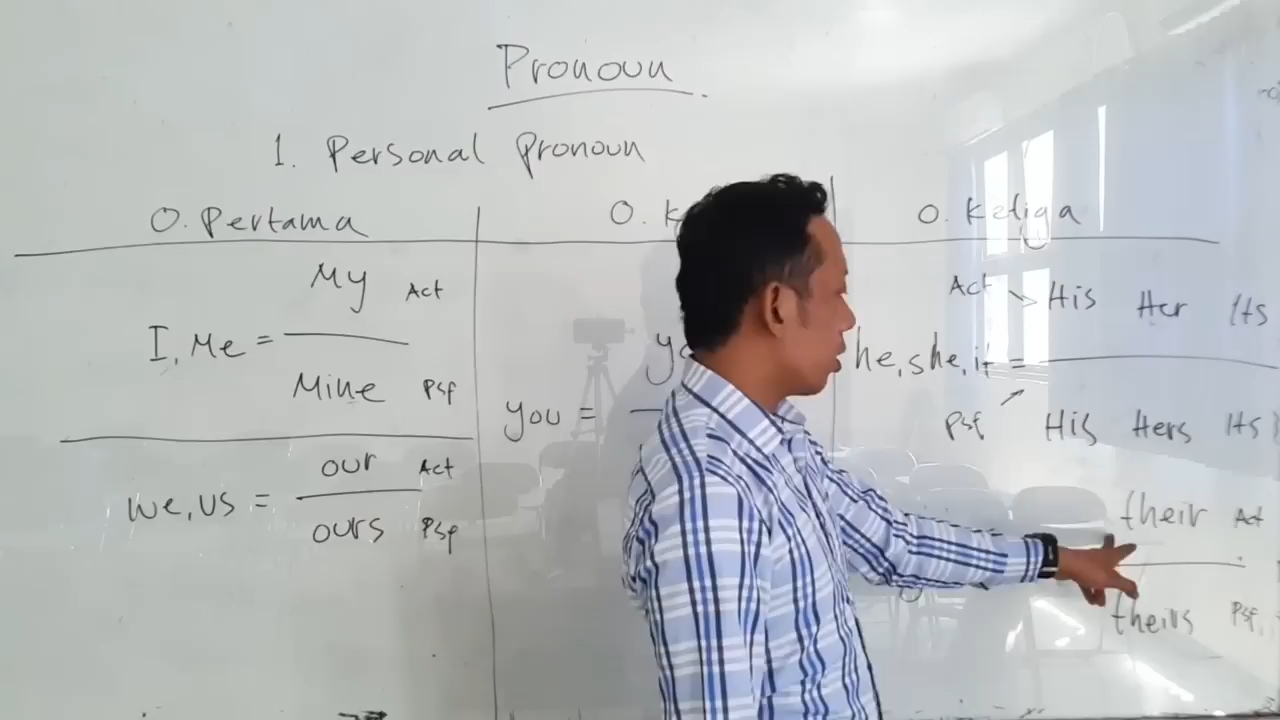 Pronoun
1. Personal Pronoun
O. Pertama
My Act
I, Me =
Mine Psf
our Act
we, us =
ours Psf
O.
you =
O. Ketiga
Act His Her Its
he, she, it =
Psf His Hers Its
their Act
theirs Psf